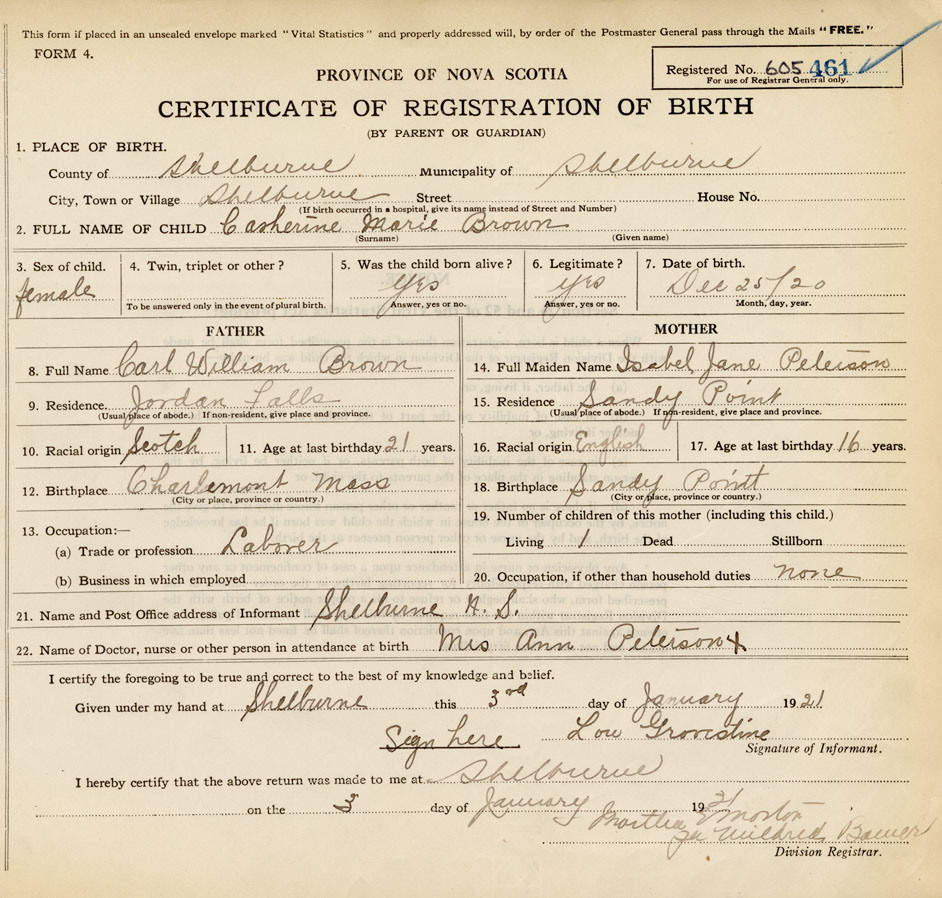 This form if placed in an unsealed envelope marked "Vital Statistics" and properly addressed will, by order of the Postmaster General pass through the Mails "FREE."
FORM 4.
Registered No. 605 461
For use of Registrar General only.
PROVINCE OF NOVA SCOTIA
CERTIFICATE OF REGISTRATION OF BIRTH
(BY PARENT OR GUARDIAN)
1. PLACE OF BIRTH.
County of Shelburne Municipality of Shelburne
City, Town or Village Shelburne Street House No.
(If birth occurred in a hospital, give its name instead of Street and Number)
2. FULL NAME OF CHILD Catherine Marie Brown
(Surname) (Given name)
3. Sex of child. 4. Twin, triplet or other? 5. Was the child born alive? 6. Legitimate? 7. Date of birth.
female yes yes Dec 25/20
To be answered only in the event of plural birth. Answer, yes or no. Answer, yes or no. Month, day, year.
FATHER
8. Full Name Carl William Brown
9. Residence. Jordan Falls
(Usual place of abode.) If non-resident, give place and province.
10. Racial origin Scotch 11. Age at last birthday 21 years.
12. Birthplace Charlemont Mass
(City or place, province or country.)
13. Occupation:—
(a) Trade or profession Laborer
(b) Business in which employed
MOTHER
14. Full Maiden Name Isabel Jane Peterson
15. Residence Sandy Point
(Usual place of abode.) If non-resident, give place and province.
16. Racial origin English 17. Age at last birthday 16 years.
18. Birthplace Sandy Point
(City or place, province or country.)
19. Number of children of this mother (including this child.)
Living 1 Dead Stillborn
20. Occupation, if other than household duties none
21. Name and Post Office address of Informant Shelburne N. S.
22. Name of Doctor, nurse or other person in attendance at birth Mrs Ann Peterson x
I certify the foregoing to be true and correct to the best of my knowledge and belief.
Given under my hand at Shelburne this 3rd day of January 1921
Sign here Lou
Signature of Informant.
I hereby certify that the above return was made to me at Shelburne
on the 3 day of January 1921
Martha E Morton
Mildred Bower
Division Registrar.